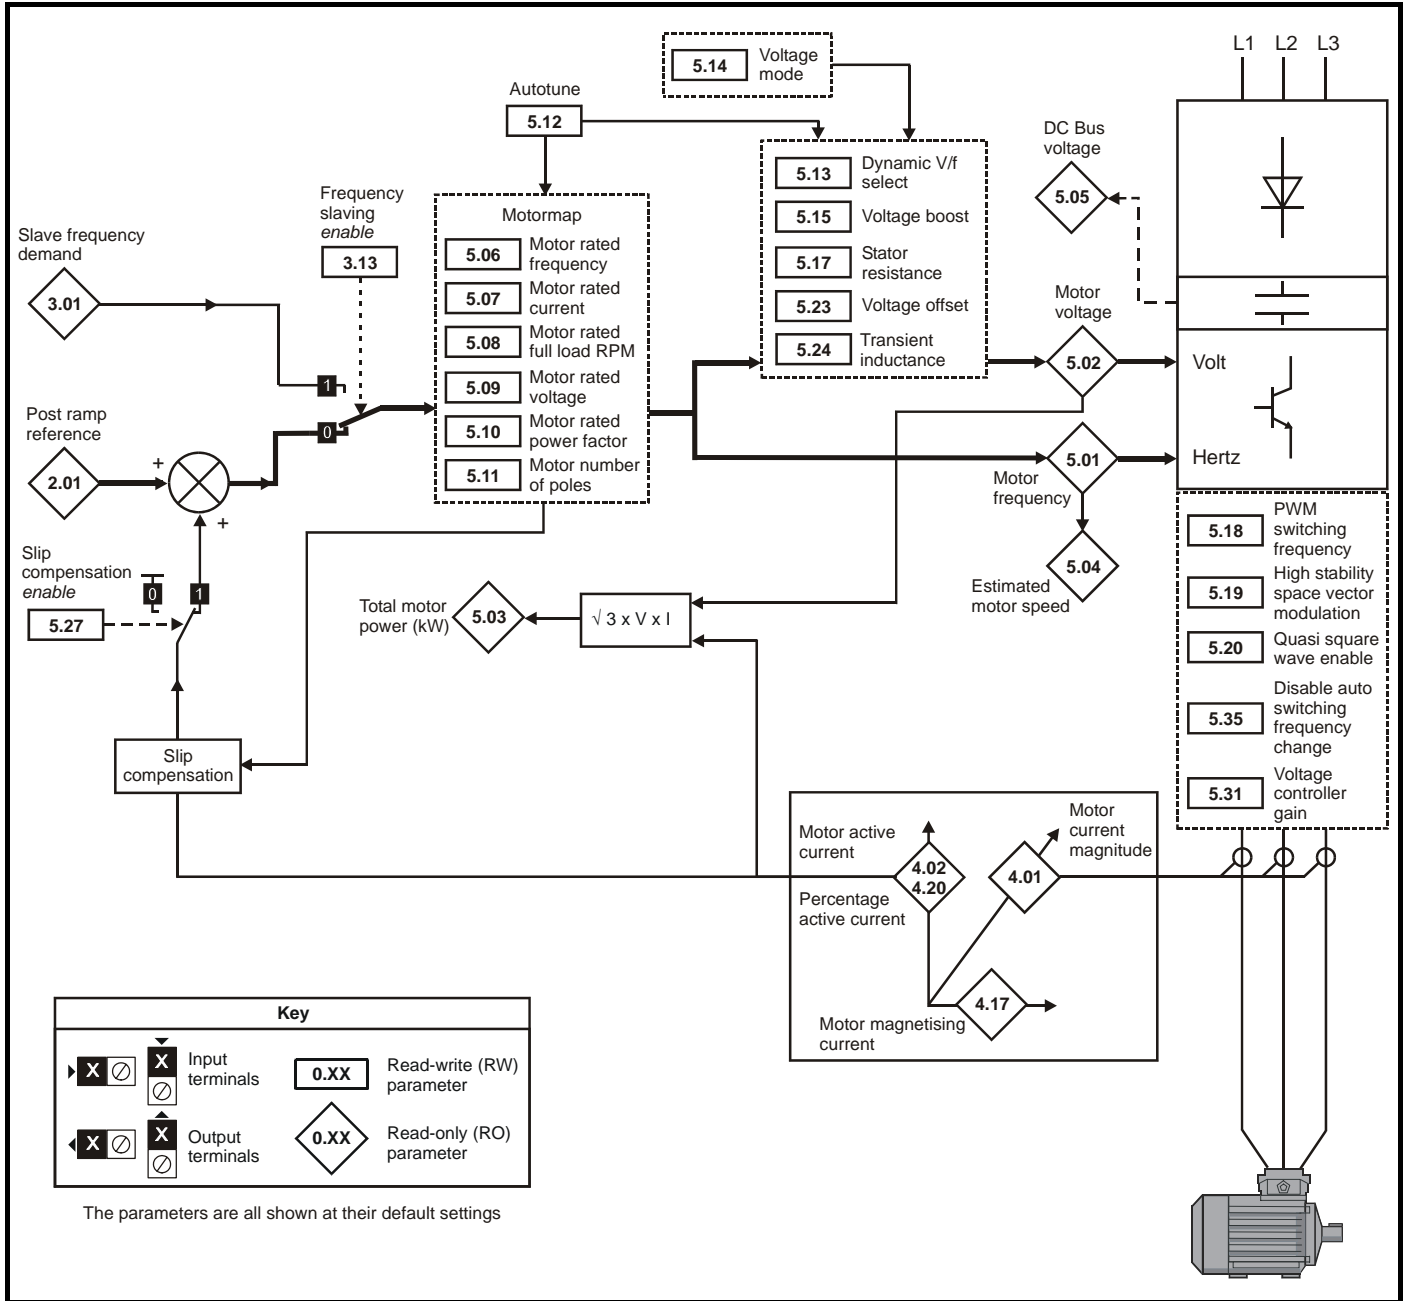 L1 L2 L3
5.14
Voltage
mode
Autotune
5.12
DC Bus
voltage
5.05
5.13
Dynamic V/f
select
5.15
Voltage boost
5.17
Stator
resistance
5.23
Voltage offset
5.24
Transient
inductance
Frequency
slaving
enable
3.13
Motormap
5.06
Motor rated
frequency
5.07
Motor rated
current
5.08
Motor rated
full load RPM
5.09
Motor rated
voltage
5.10
Motor rated
power factor
5.11
Motor number
of poles
Slave frequency
demand
3.01
1
0
Post ramp
reference
2.01
+
+
Motor
voltage
5.02
Volt
5.01
Hertz
Motor
frequency
5.04
Estimated
motor speed
Slip
compensation
enable
0
1
5.27
Total motor
power (kW)
5.03
√ 3 x V x I
5.18
PWM
switching
frequency
5.19
High stability
space vector
modulation
5.20
Quasi square
wave enable
5.35
Disable auto
switching
frequency
change
5.31
Voltage
controller
gain
Slip
compensation
Motor active
current
4.02
4.20
Percentage
active current
Motor
current
magnitude
4.01
4.17
Motor magnetising
current
Key
X
X
Input
terminals
0.XX
Read-write (RW)
parameter
X
X
Output
terminals
0.XX
Read-only (RO)
parameter
The parameters are all shown at their default settings